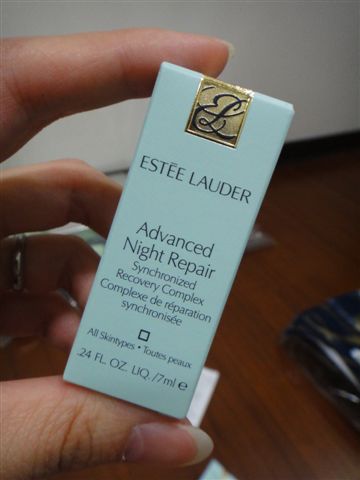 EL
ESTĒE LAUDER
Advanced
Night Repair
Synchronized
Recovery Complex
Complexe de réparation
synchronisée
All Skintypes • Toutes peaux
.24 FL. OZ. LIQ./7ml e